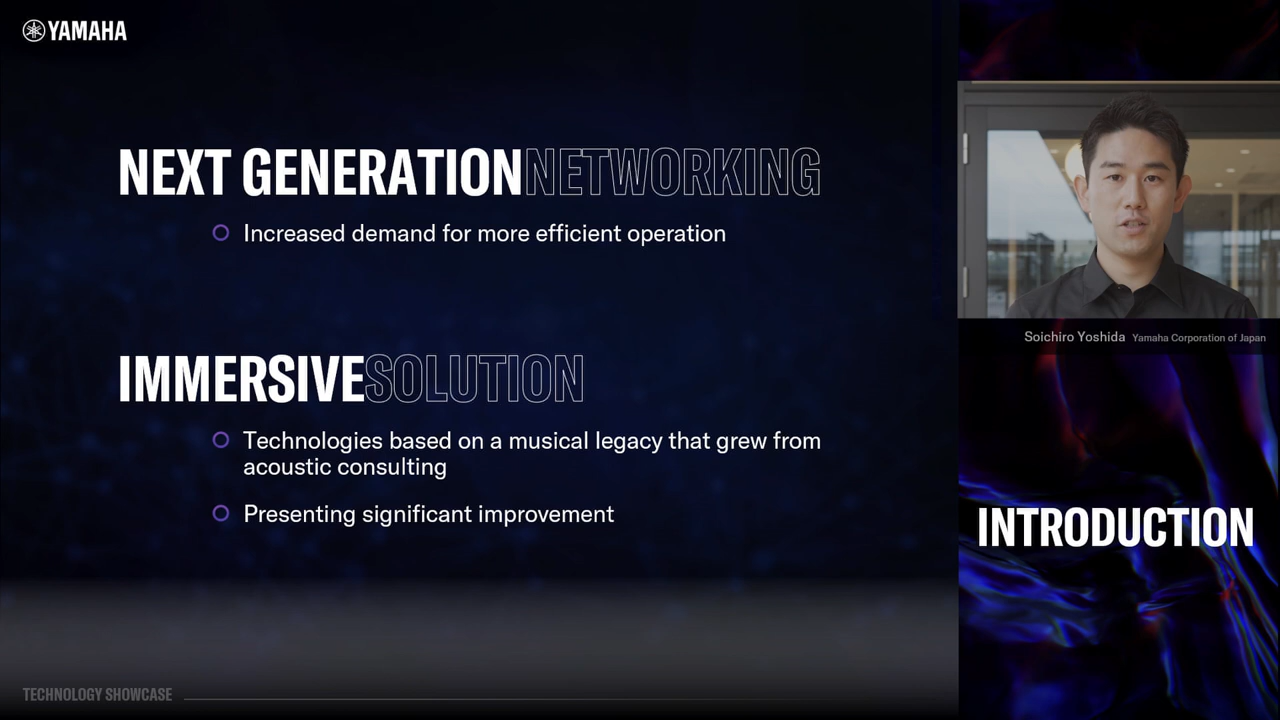 YAMAHA
NEXT GENERATION NETWORKING
Increased demand for more efficient operation
IMMERSIVE SOLUTION
Technologies based on a musical legacy that grew from
acoustic consulting
Presenting significant improvement
TECHNOLOGY SHOWCASE
Soichiro Yoshida Yamaha Corporation of Japan
INTRODUCTION